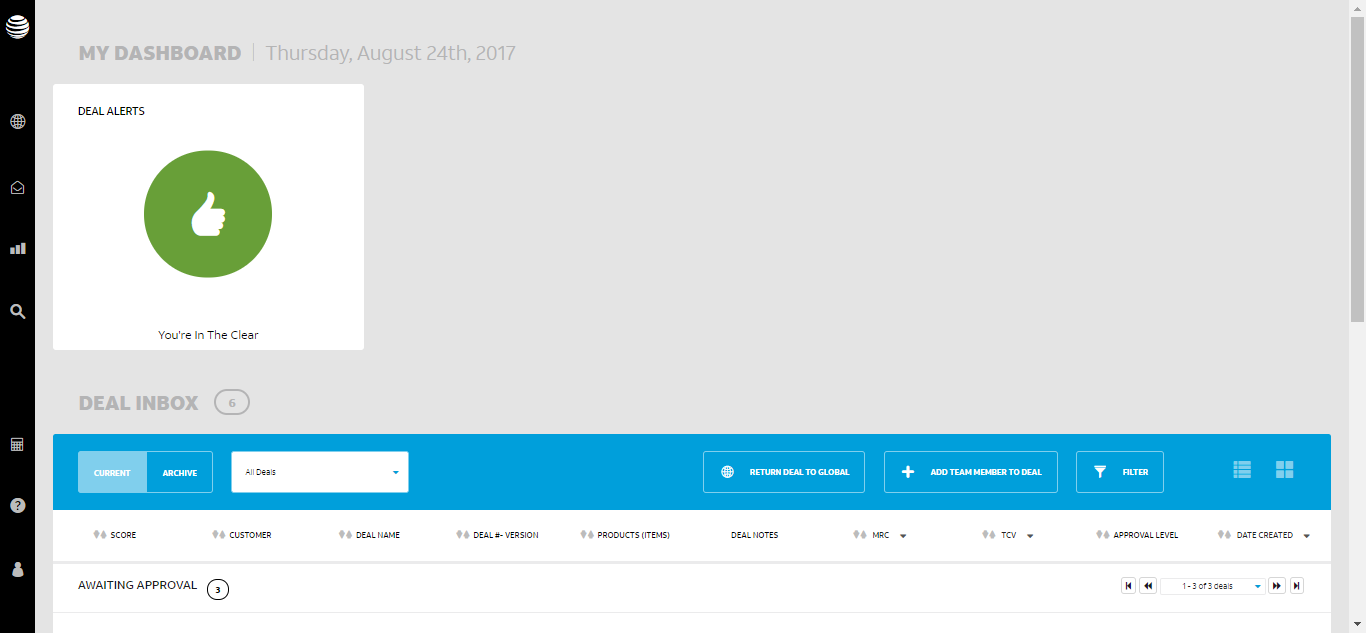 MY DASHBOARD Thursday, August 24th, 2017
DEAL ALERTS
You're In The Clear
DEAL INBOX 6
CURRENT ARCHIVE All Deals RETURN DEAL TO GLOBAL ADD TEAM MEMBER TO DEAL FILTER
SCORE CUSTOMER DEAL NAME DEAL #- VERSION PRODUCTS (ITEMS) DEAL NOTES MRC TCV APPROVAL LEVEL DATE CREATED
AWAITING APPROVAL 3 1 - 3 of 3 deals
?